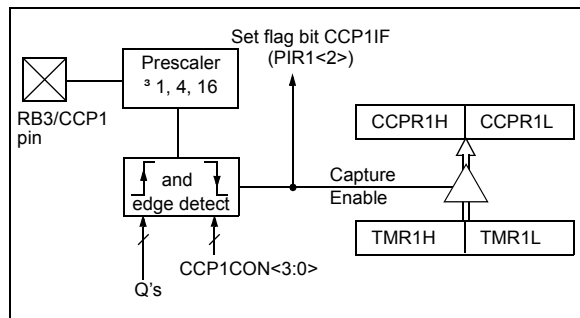 Set flag bit CCP1IF
(PIR1<2>)
Prescaler
³ 1, 4, 16
RB3/CCP1
pin
CCPR1H
CCPR1L
and
edge detect
Capture
Enable
TMR1H
TMR1L
CCP1CON<3:0>
Q's